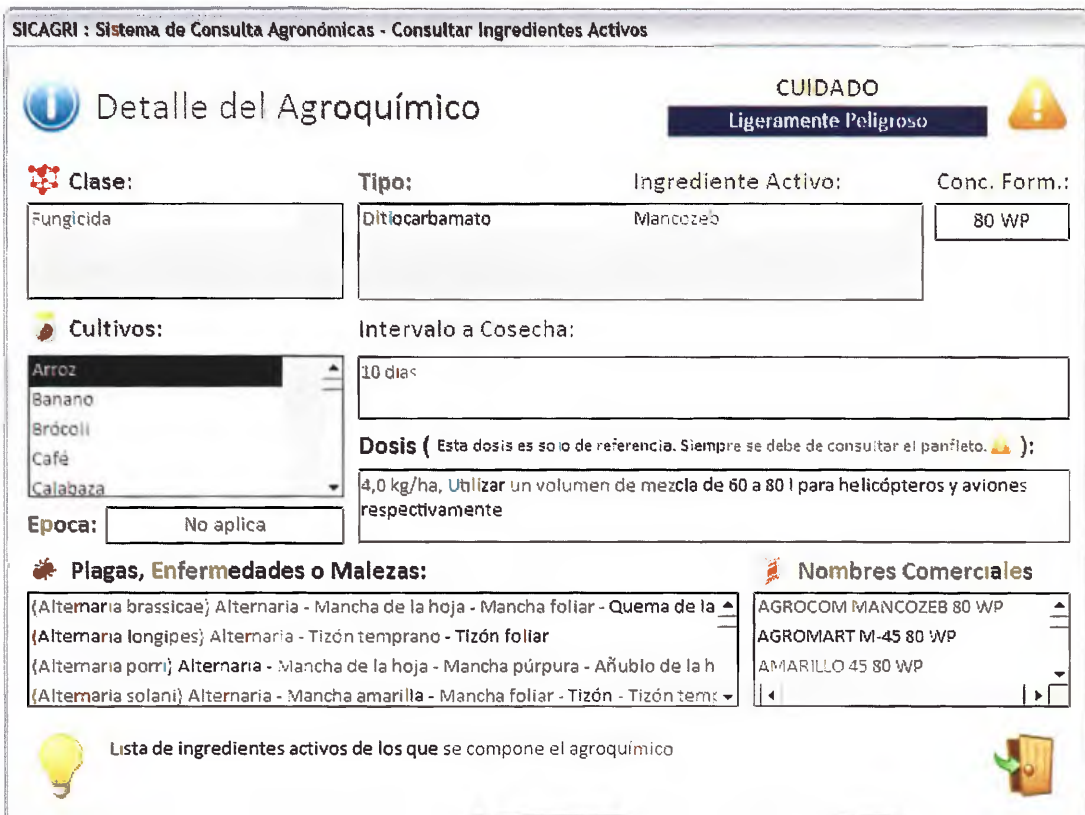 SICAGRI : Sistema de Consulta Agronómicas - Consultar Ingredientes Activos
Detalle del Agroquímico
CUIDADO
Ligeramente Peligroso
Clase:
Tipo:
Ingrediente Activo:
Conc. Form.:
Fungicida
Ditiocarbamato
Mancozeb
80 WP
Cultivos:
Intervalo a Cosecha:
Arroz
Banano
Brócoli
Café
Calabaza
10 dias
Dosis ( Esta dosis es solo de referencia. Siempre se debe de consultar el panfleto. ):
4,0 kg/ha, Utilizar un volumen de mezcla de 60 a 80 l para helicópteros y aviones
respectivamente
Epoca:
No aplica
Plagas, Enfermedades o Malezas:
(Alternaria brassicae) Alternaria - Mancha de la hoja - Mancha foliar - Quema de la
(Alternaria longipes) Alternaria - Tizón temprano - Tizón foliar
(Alternaria porri) Alternaria - Mancha de la hoja - Mancha púrpura - Añublo de la h
(Alternaria solani) Alternaria - Mancha amarilla - Mancha foliar - Tizón - Tizón temp
Nombres Comerciales
AGROCOM MANCOZEB 80 WP
AGROMART M-45 80 WP
AMARILLO 45 80 WP
Lista de ingredientes activos de los que se compone el agroquímico